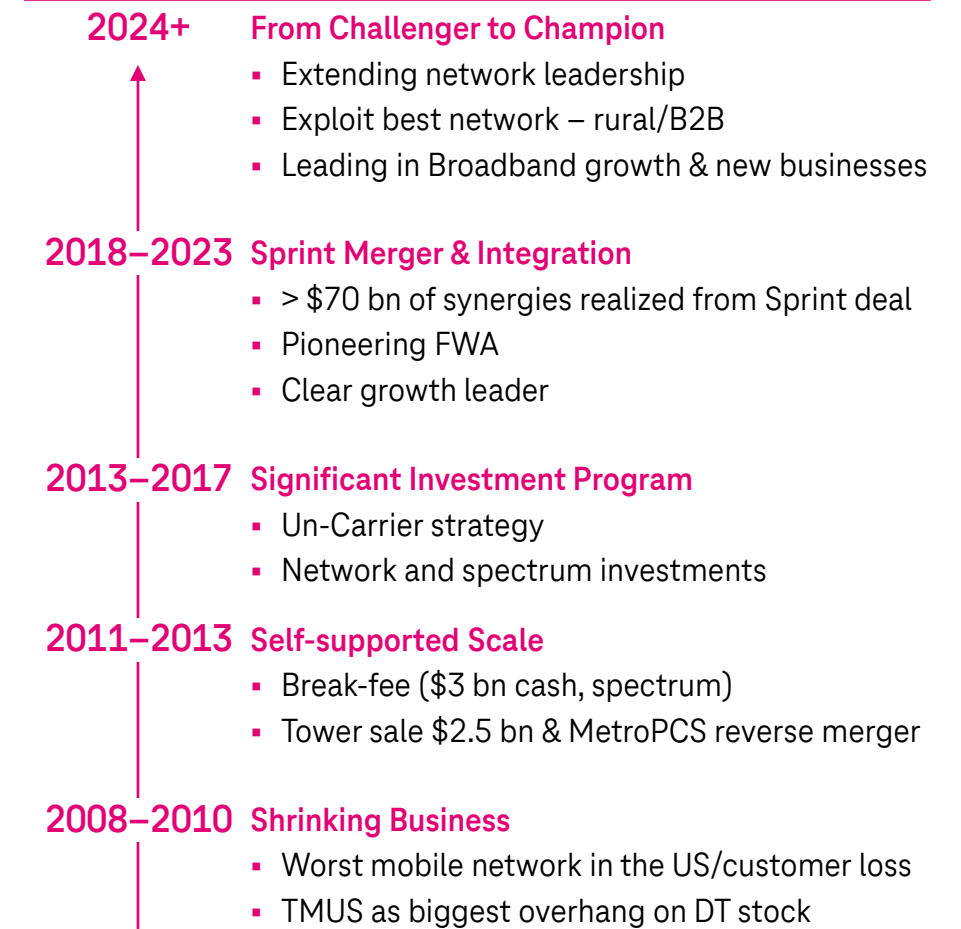 2024+ From Challenger to Champion
▪ Extending network leadership
▪ Exploit best network – rural/B2B
▪ Leading in Broadband growth & new businesses
2018–2023 Sprint Merger & Integration
▪ > $70 bn of synergies realized from Sprint deal
▪ Pioneering FWA
▪ Clear growth leader
2013–2017 Significant Investment Program
▪ Un-Carrier strategy
▪ Network and spectrum investments
2011–2013 Self-supported Scale
▪ Break-fee ($3 bn cash, spectrum)
▪ Tower sale $2.5 bn & MetroPCS reverse merger
2008–2010 Shrinking Business
▪ Worst mobile network in the US/customer loss
▪ TMUS as biggest overhang on DT stock